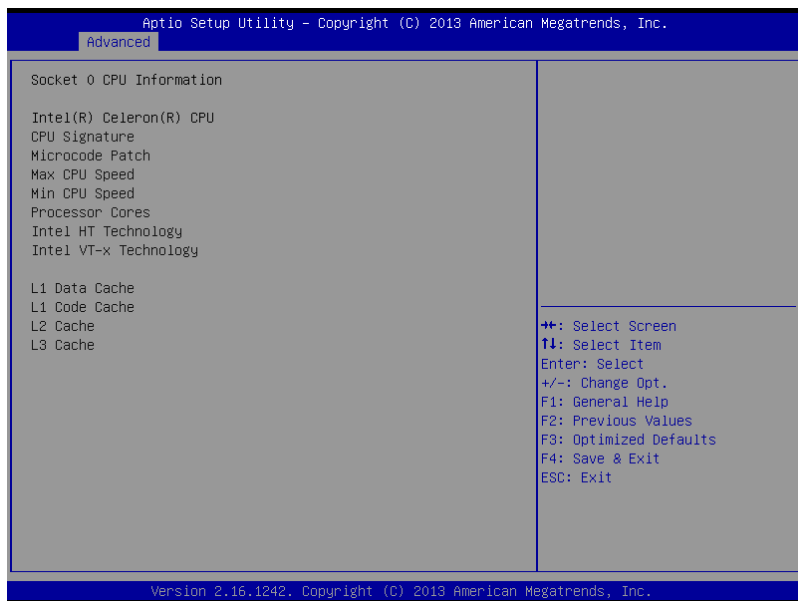 Aptio Setup Utility – Copyright (C) 2013 American Megatrends, Inc.
Advanced
Socket 0 CPU Information
Intel(R) Celeron(R) CPU
CPU Signature
Microcode Patch
Max CPU Speed
Min CPU Speed
Processor Cores
Intel HT Technology
Intel VT-x Technology
L1 Data Cache
L1 Code Cache
L2 Cache
L3 Cache
→←: Select Screen
↑↓: Select Item
Enter: Select
+/-: Change Opt.
F1: General Help
F2: Previous Values
F3: Optimized Defaults
F4: Save & Exit
ESC: Exit
Version 2.16.1242. Copyright (C) 2013 American Megatrends, Inc.